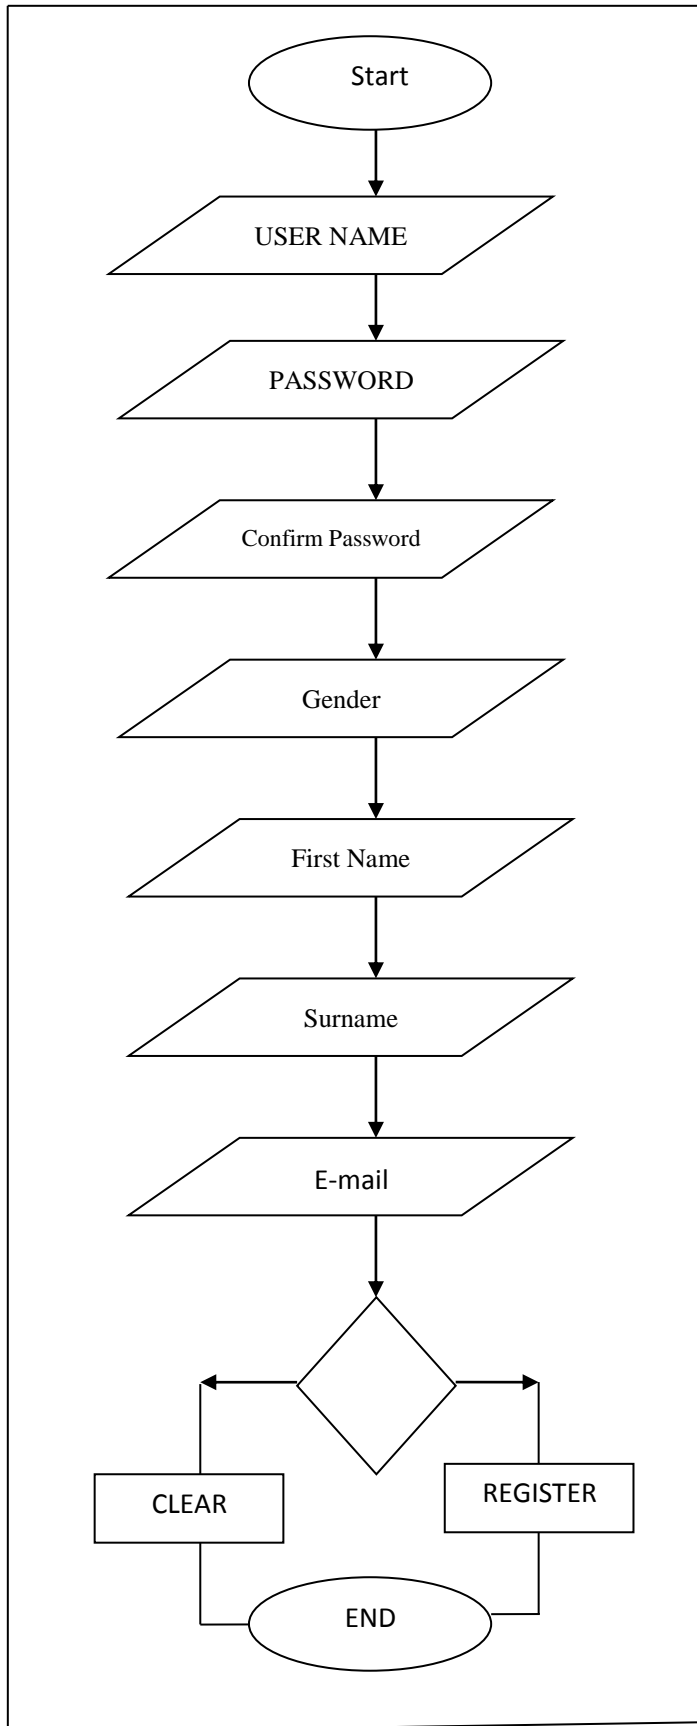 Start
USER NAME
PASSWORD
Confirm Password
Gender
First Name
Surname
E-mail
CLEAR
REGISTER
END